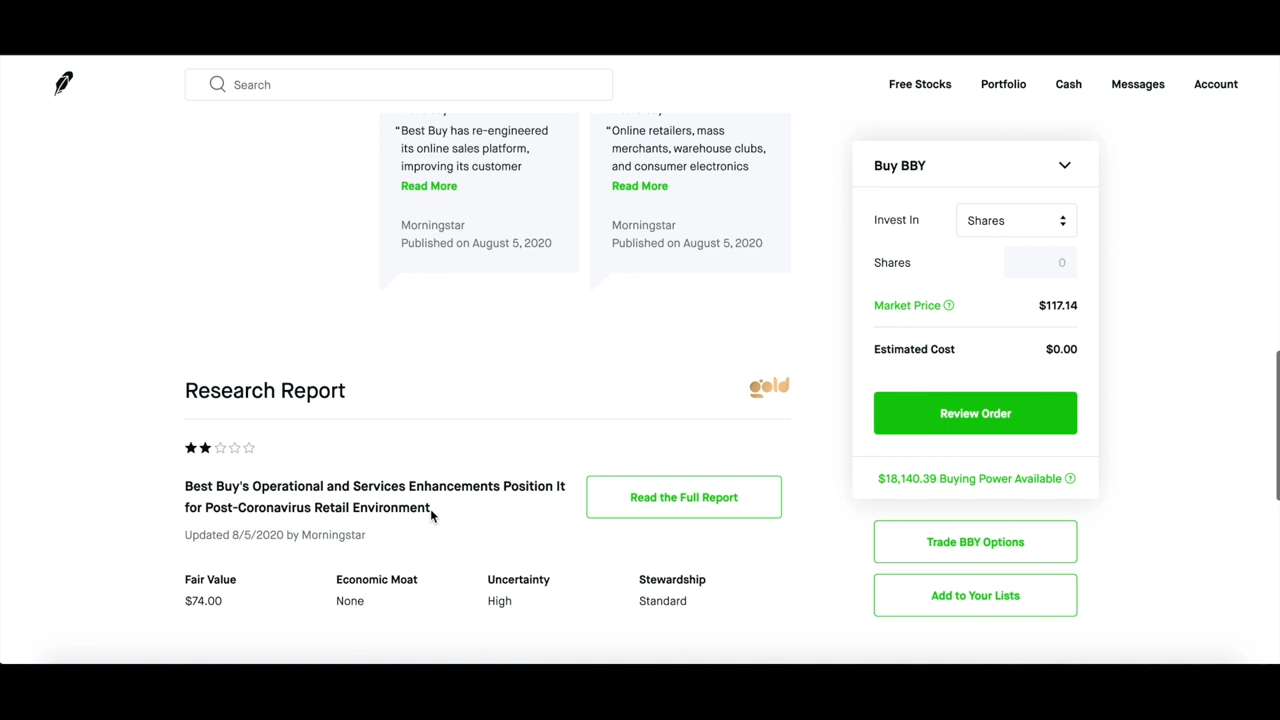 Search
Free Stocks
Portfolio
Cash
Messages
Account
“Best Buy has re-engineered
its online sales platform,
improving its customer
Read More
Morningstar
Published on August 5, 2020
“Online retailers, mass
merchants, warehouse clubs,
and consumer electronics
Read More
Morningstar
Published on August 5, 2020
Buy BBY
Invest In
Shares
Shares
0
Market Price
$117.14
Estimated Cost
$0.00
Review Order
$18,140.39 Buying Power Available
Trade BBY Options
Add to Your Lists
Research Report
gold
Best Buy's Operational and Services Enhancements Position It
for Post-Coronavirus Retail Environment
Read the Full Report
Updated 8/5/2020 by Morningstar
Fair Value
$74.00
Economic Moat
None
Uncertainty
High
Stewardship
Standard